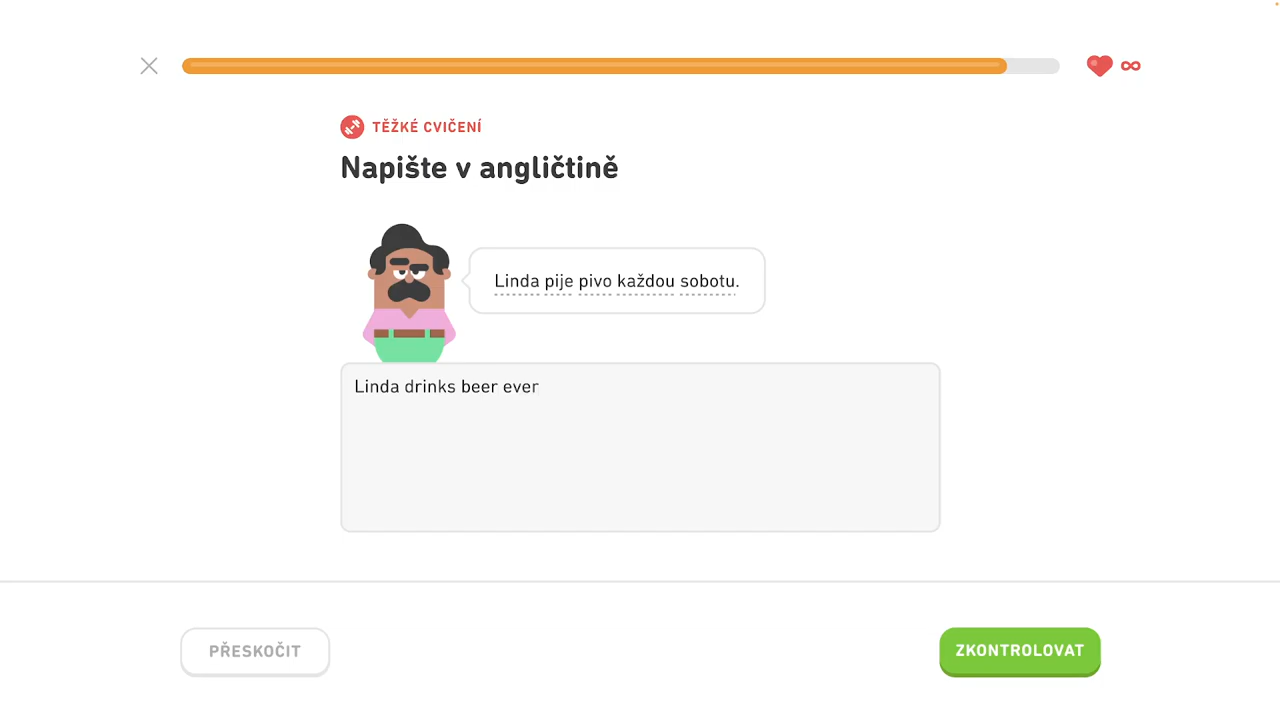 TĚŽKÉ CVIČENÍ
Napište v angličtině
Linda pije pivo každou sobotu.
Linda drinks beer ever
PŘESKOČIT
ZKONTROLOVAT